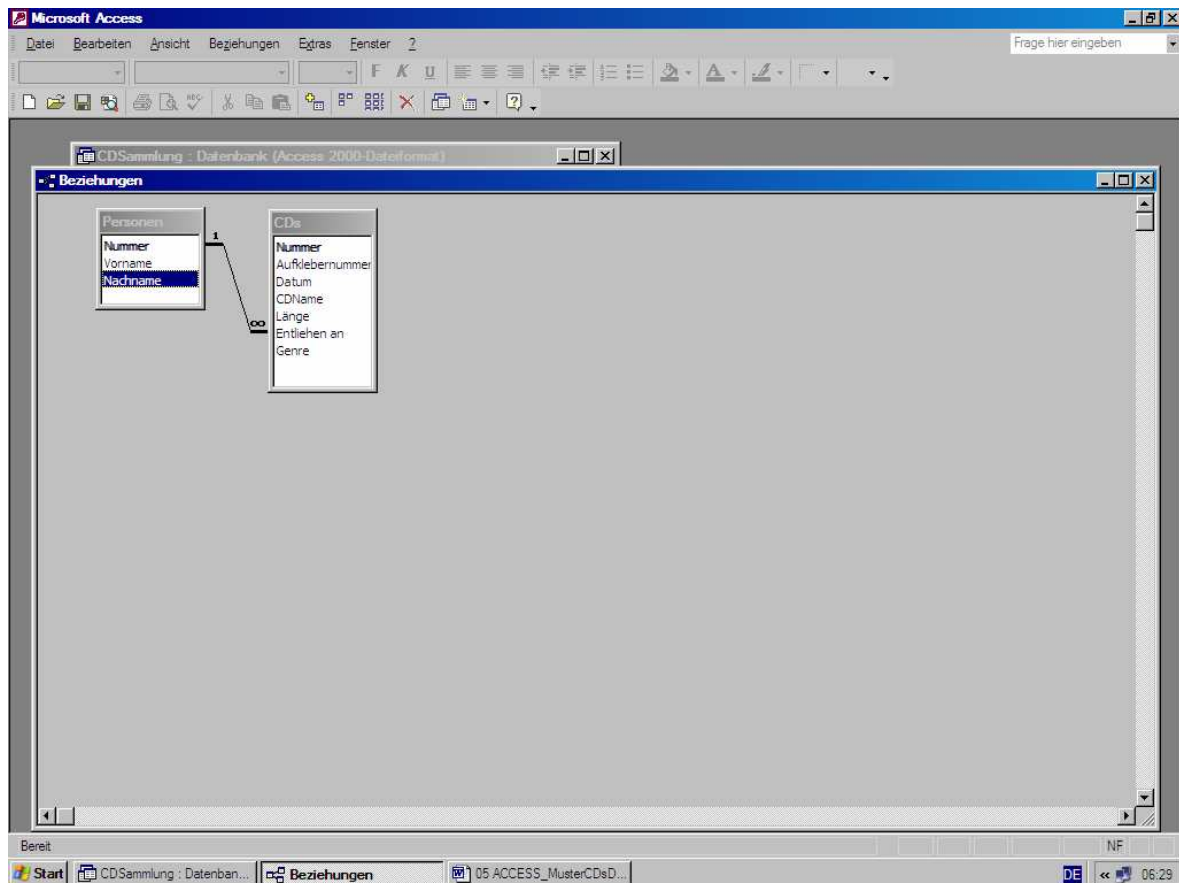 Microsoft Access
Datei Bearbeiten Ansicht Beziehungen Extras Fenster ?
Frage hier eingeben
F K U
ABC
CDSammlung : Datenbank (Access 2000-Dateiformat)
Beziehungen
Personen
Nummer
Vorname
Nachname
1
∞
CDs
Nummer
Aufklebernummer
Datum
CDName
Länge
Entliehen an
Genre
Bereit
NF
Start
CDSammlung : Datenban...
Beziehungen
05 ACCESS_MusterCDsD...
DE
«
06:29